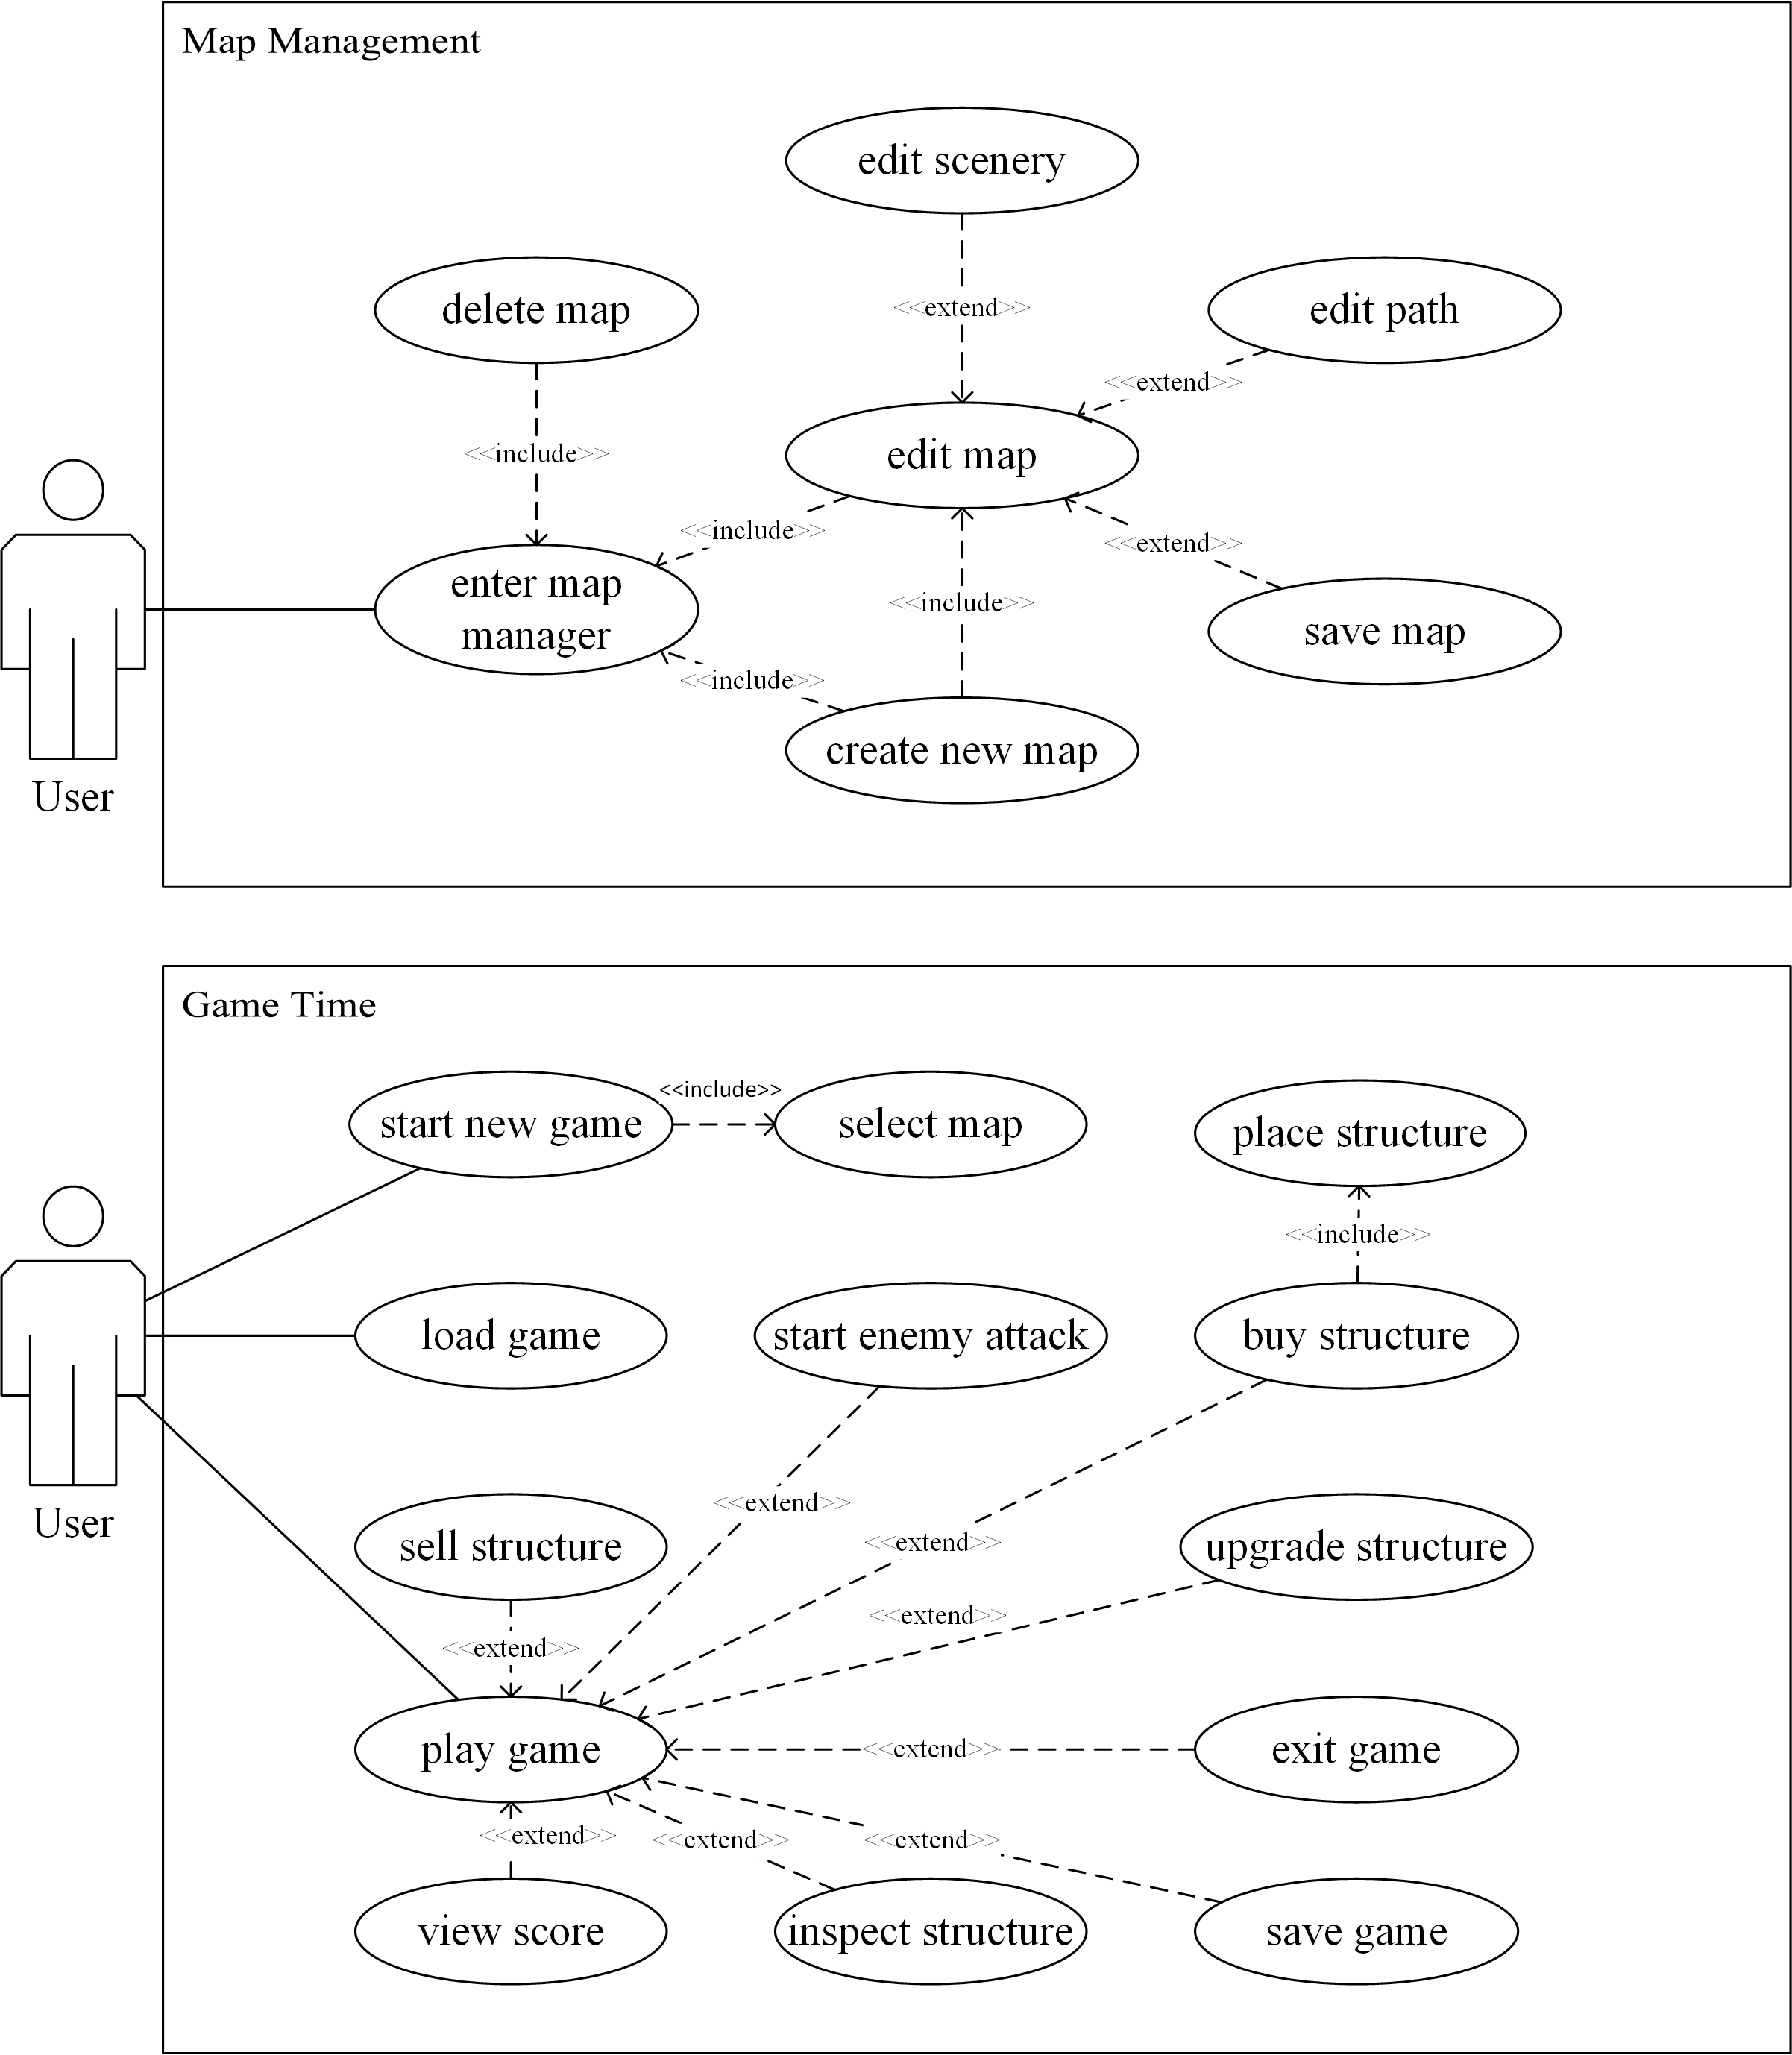 Map Management
edit scenery
delete map
<<extend>>
edit path
<<extend>>
<<include>>
edit map
<<include>>
<<extend>>
enter map
manager
<<include>>
save map
<<include>>
create new map
User
Game Time
start new game
<<include>>
select map
place structure
<<include>>
load game
start enemy attack
buy structure
<<extend>>
User
sell structure
<<extend>>
upgrade structure
<<extend>>
<<extend>>
play game
<<extend>>
exit game
<<extend>>
<<extend>>
<<extend>>
view score
inspect structure
save game